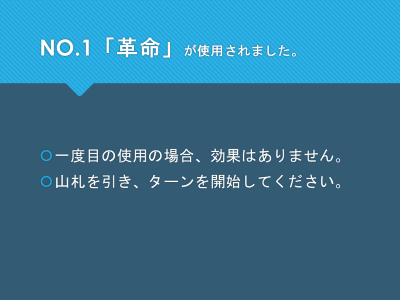 NO.1「革命」が使用されました。
○一度目の使用の場合、効果はありません。
○山札を引き、ターンを開始してください。